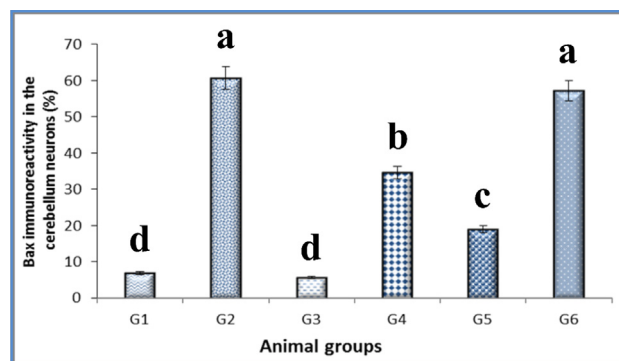 Bax immunoreactivity in the
cerebellum neurons (%)
70
60
50
40
30
20
10
0
d
a
d
b
c
a
G1 G2 G3 G4 G5 G6
Animal groups